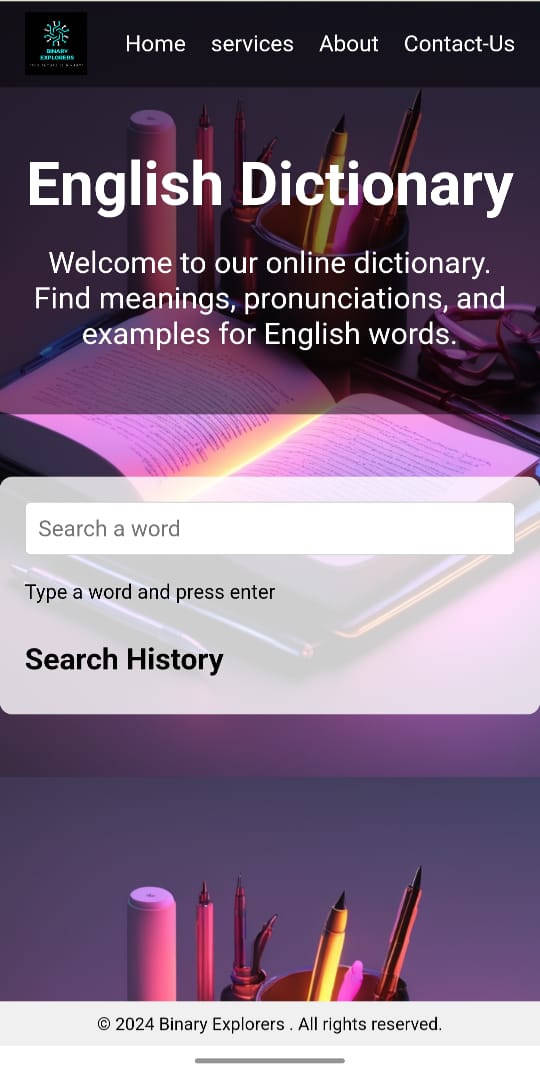 BINARY
EXPLORERS
Home services About Contact-Us
English Dictionary
Welcome to our online dictionary.
Find meanings, pronunciations, and
examples for English words.
Search a word
Type a word and press enter
Search History
© 2024 Binary Explorers . All rights reserved.